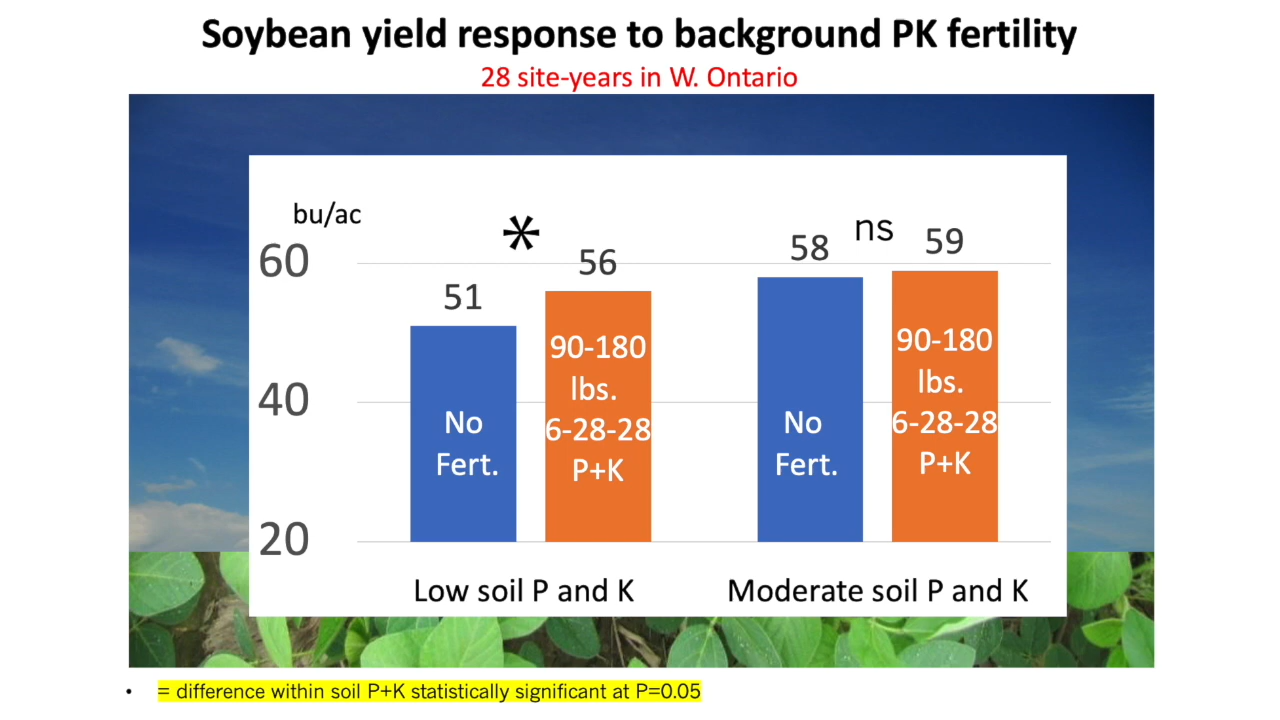 Soybean yield response to background PK fertility
28 site-years in W. Ontario
bu/ac
60
40
20
*
ns
51
56
58
59
No
Fert.
90-180
lbs.
6-28-28
P+K
No
Fert.
90-180
lbs.
6-28-28
P+K
Low soil P and K
Moderate soil P and K
• = difference within soil P+K statistically significant at P=0.05